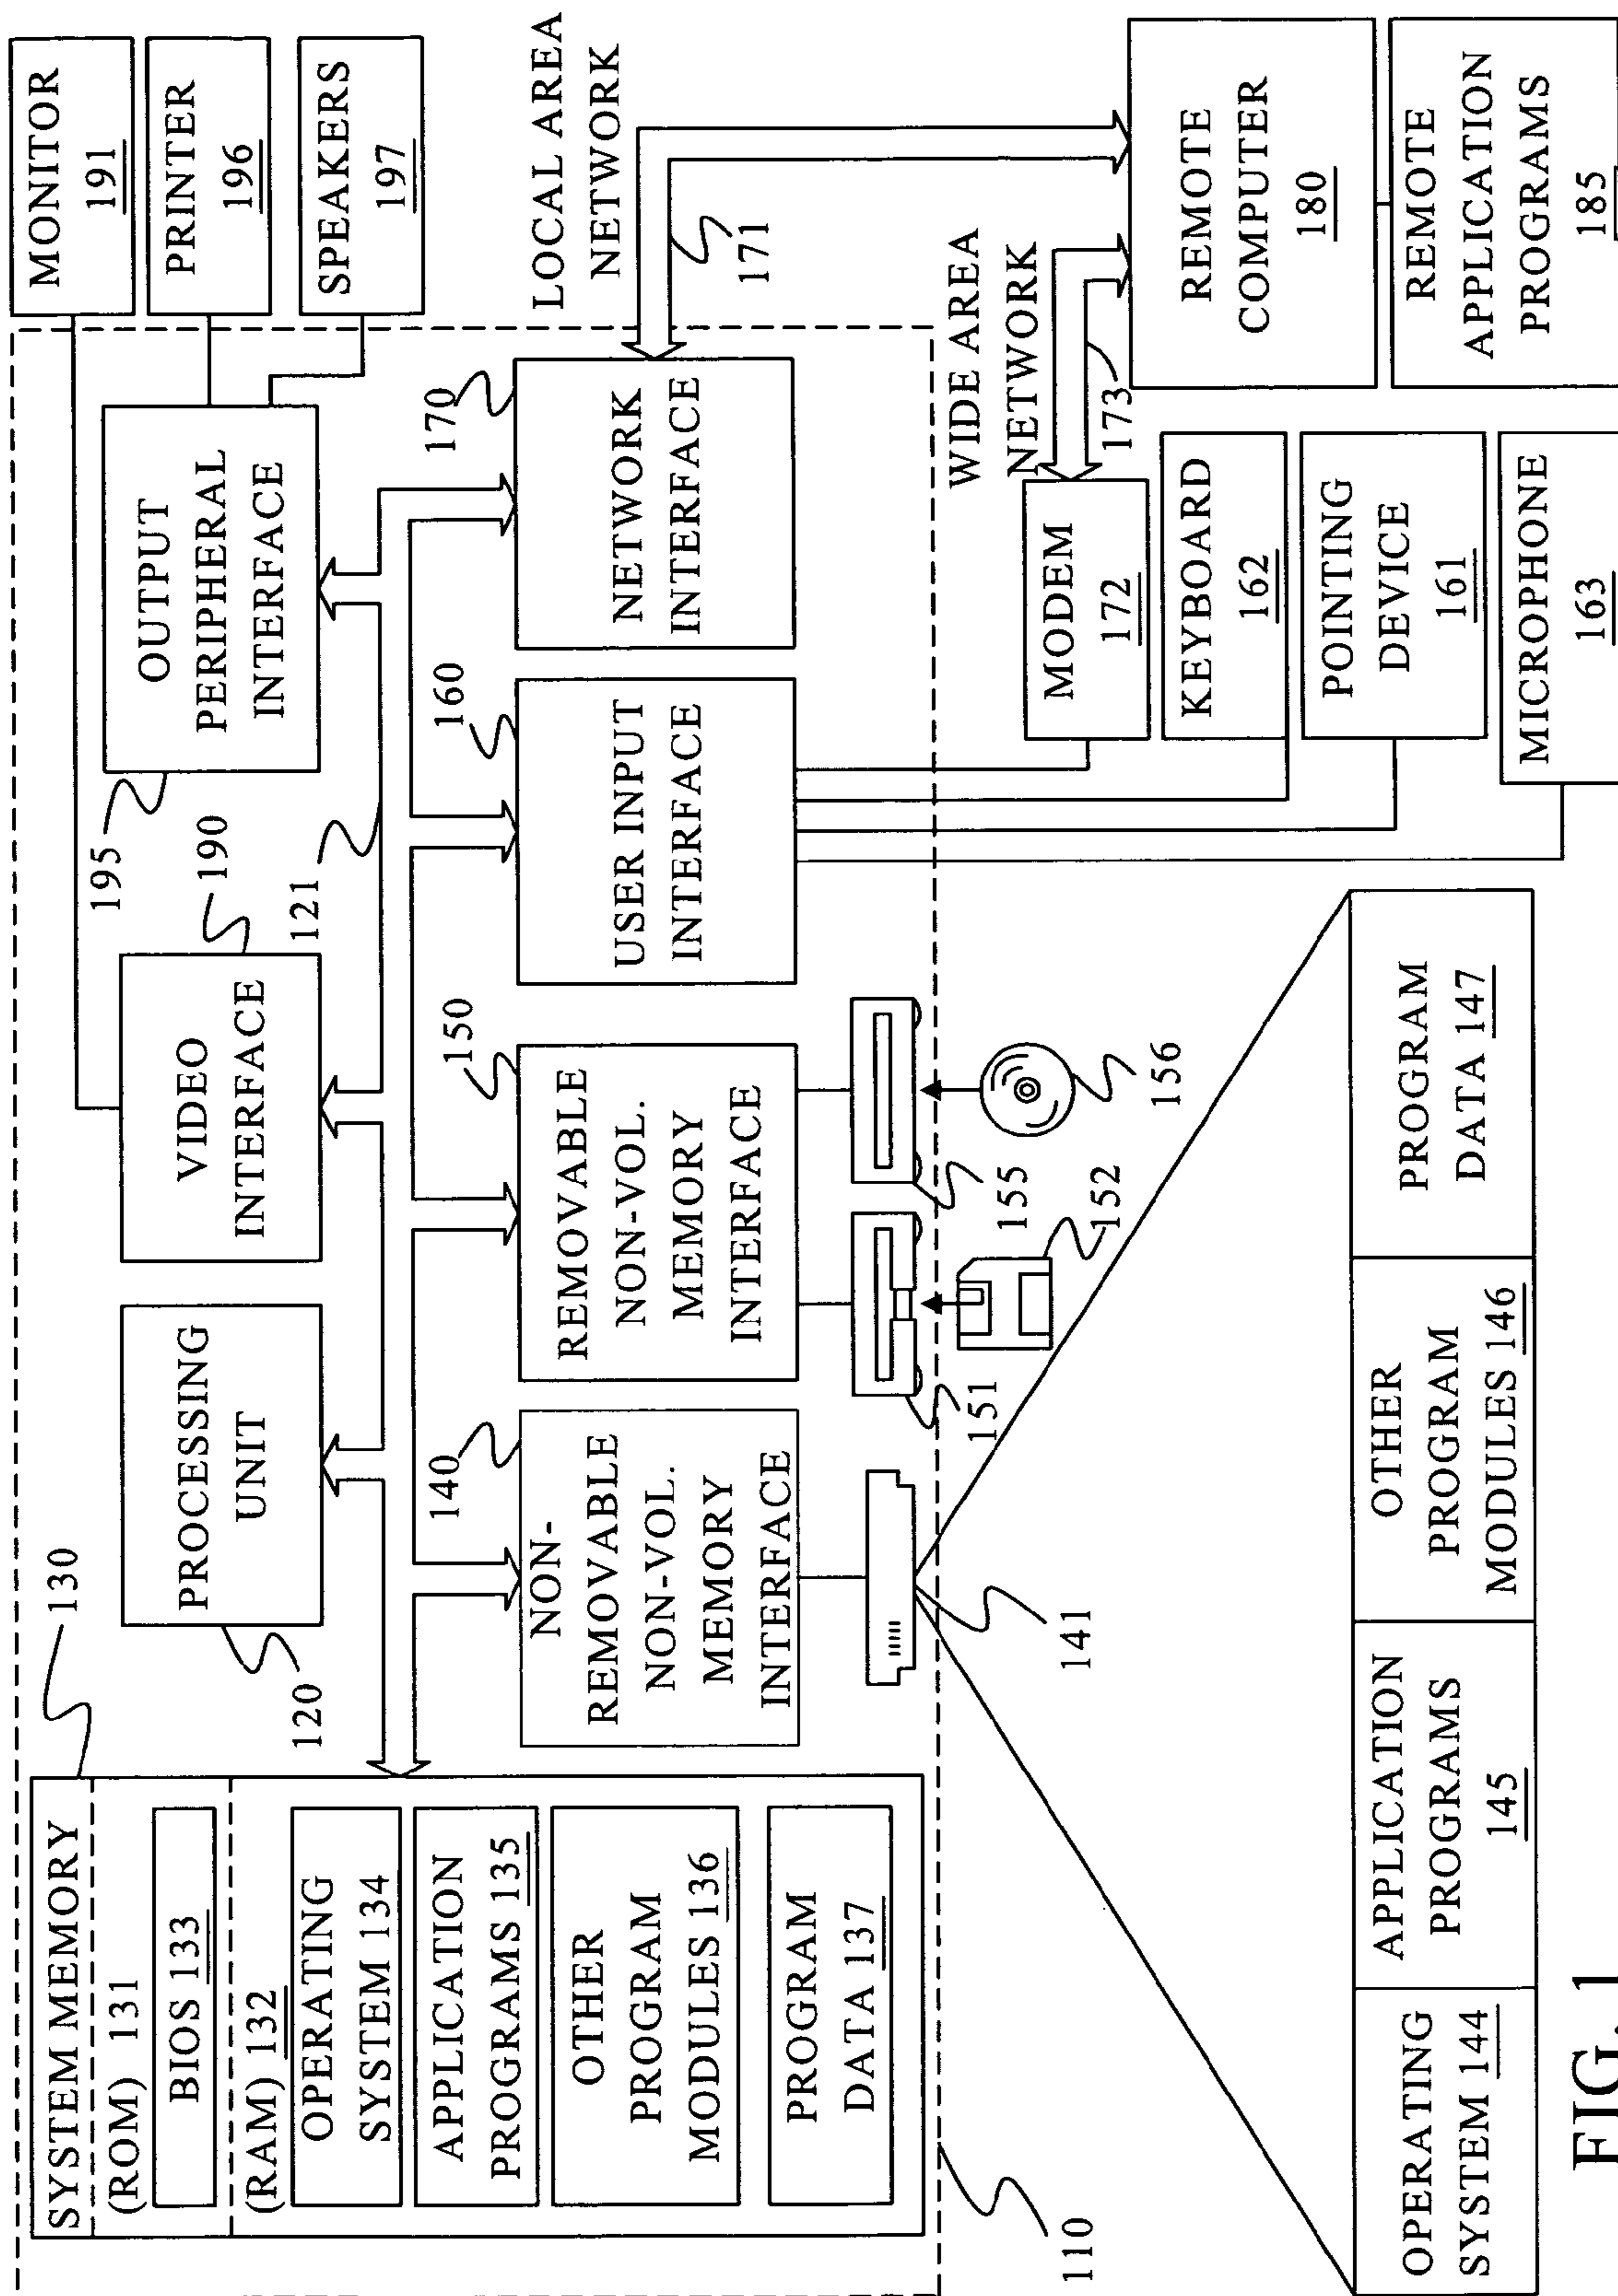 SYSTEM MEMORY
(ROM) 131
BIOS 133
(RAM) 132
OPERATING
SYSTEM 134
APPLICATION
PROGRAMS 135
OTHER
PROGRAM
MODULES 136
PROGRAM
DATA 137
130
PROCESSING
UNIT
120
VIDEO
INTERFACE
190
OUTPUT
PERIPHERAL
INTERFACE
195
121
MONITOR
191
PRINTER
196
SPEAKERS
197
NON-
REMOVABLE
NON-VOL.
MEMORY
INTERFACE
140
REMOVABLE
NON-VOL.
MEMORY
INTERFACE
150
USER INPUT
INTERFACE
160
NETWORK
INTERFACE
170
LOCAL AREA
NETWORK
171
141
151
155
152
156
110
WIDE AREA
NETWORK
173
MODEM
172
KEYBOARD
162
POINTING
DEVICE
161
MICROPHONE
163
REMOTE
COMPUTER
180
REMOTE
APPLICATION
PROGRAMS
185
OPERATING
SYSTEM 144
APPLICATION
PROGRAMS
145
OTHER
PROGRAM
MODULES 146
PROGRAM
DATA 147
FIG. 1